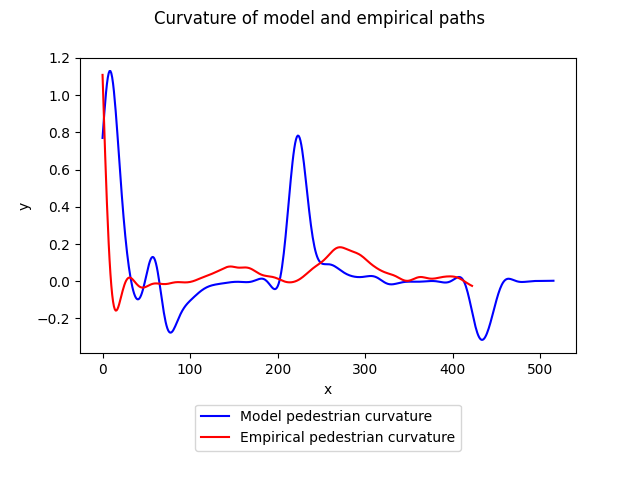 Curvature of model and empirical paths
1.2
1.0
0.8
0.6
0.4
0.2
0.0
−0.2
y
0 100 200 300 400 500
x
Model pedestrian curvature
Empirical pedestrian curvature